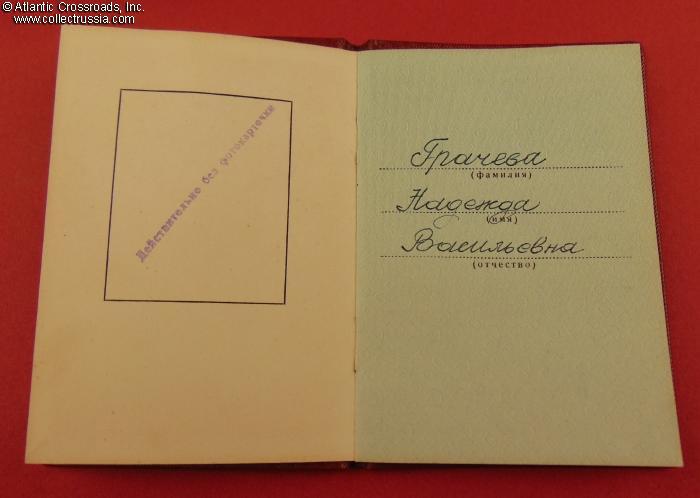 © Atlantic Crossroads, Inc.
www.collectrussia.com
Действительно без фотокарточки
Грачева
(фамилия)
Надежда
(имя)
Васильевна
(отчество)